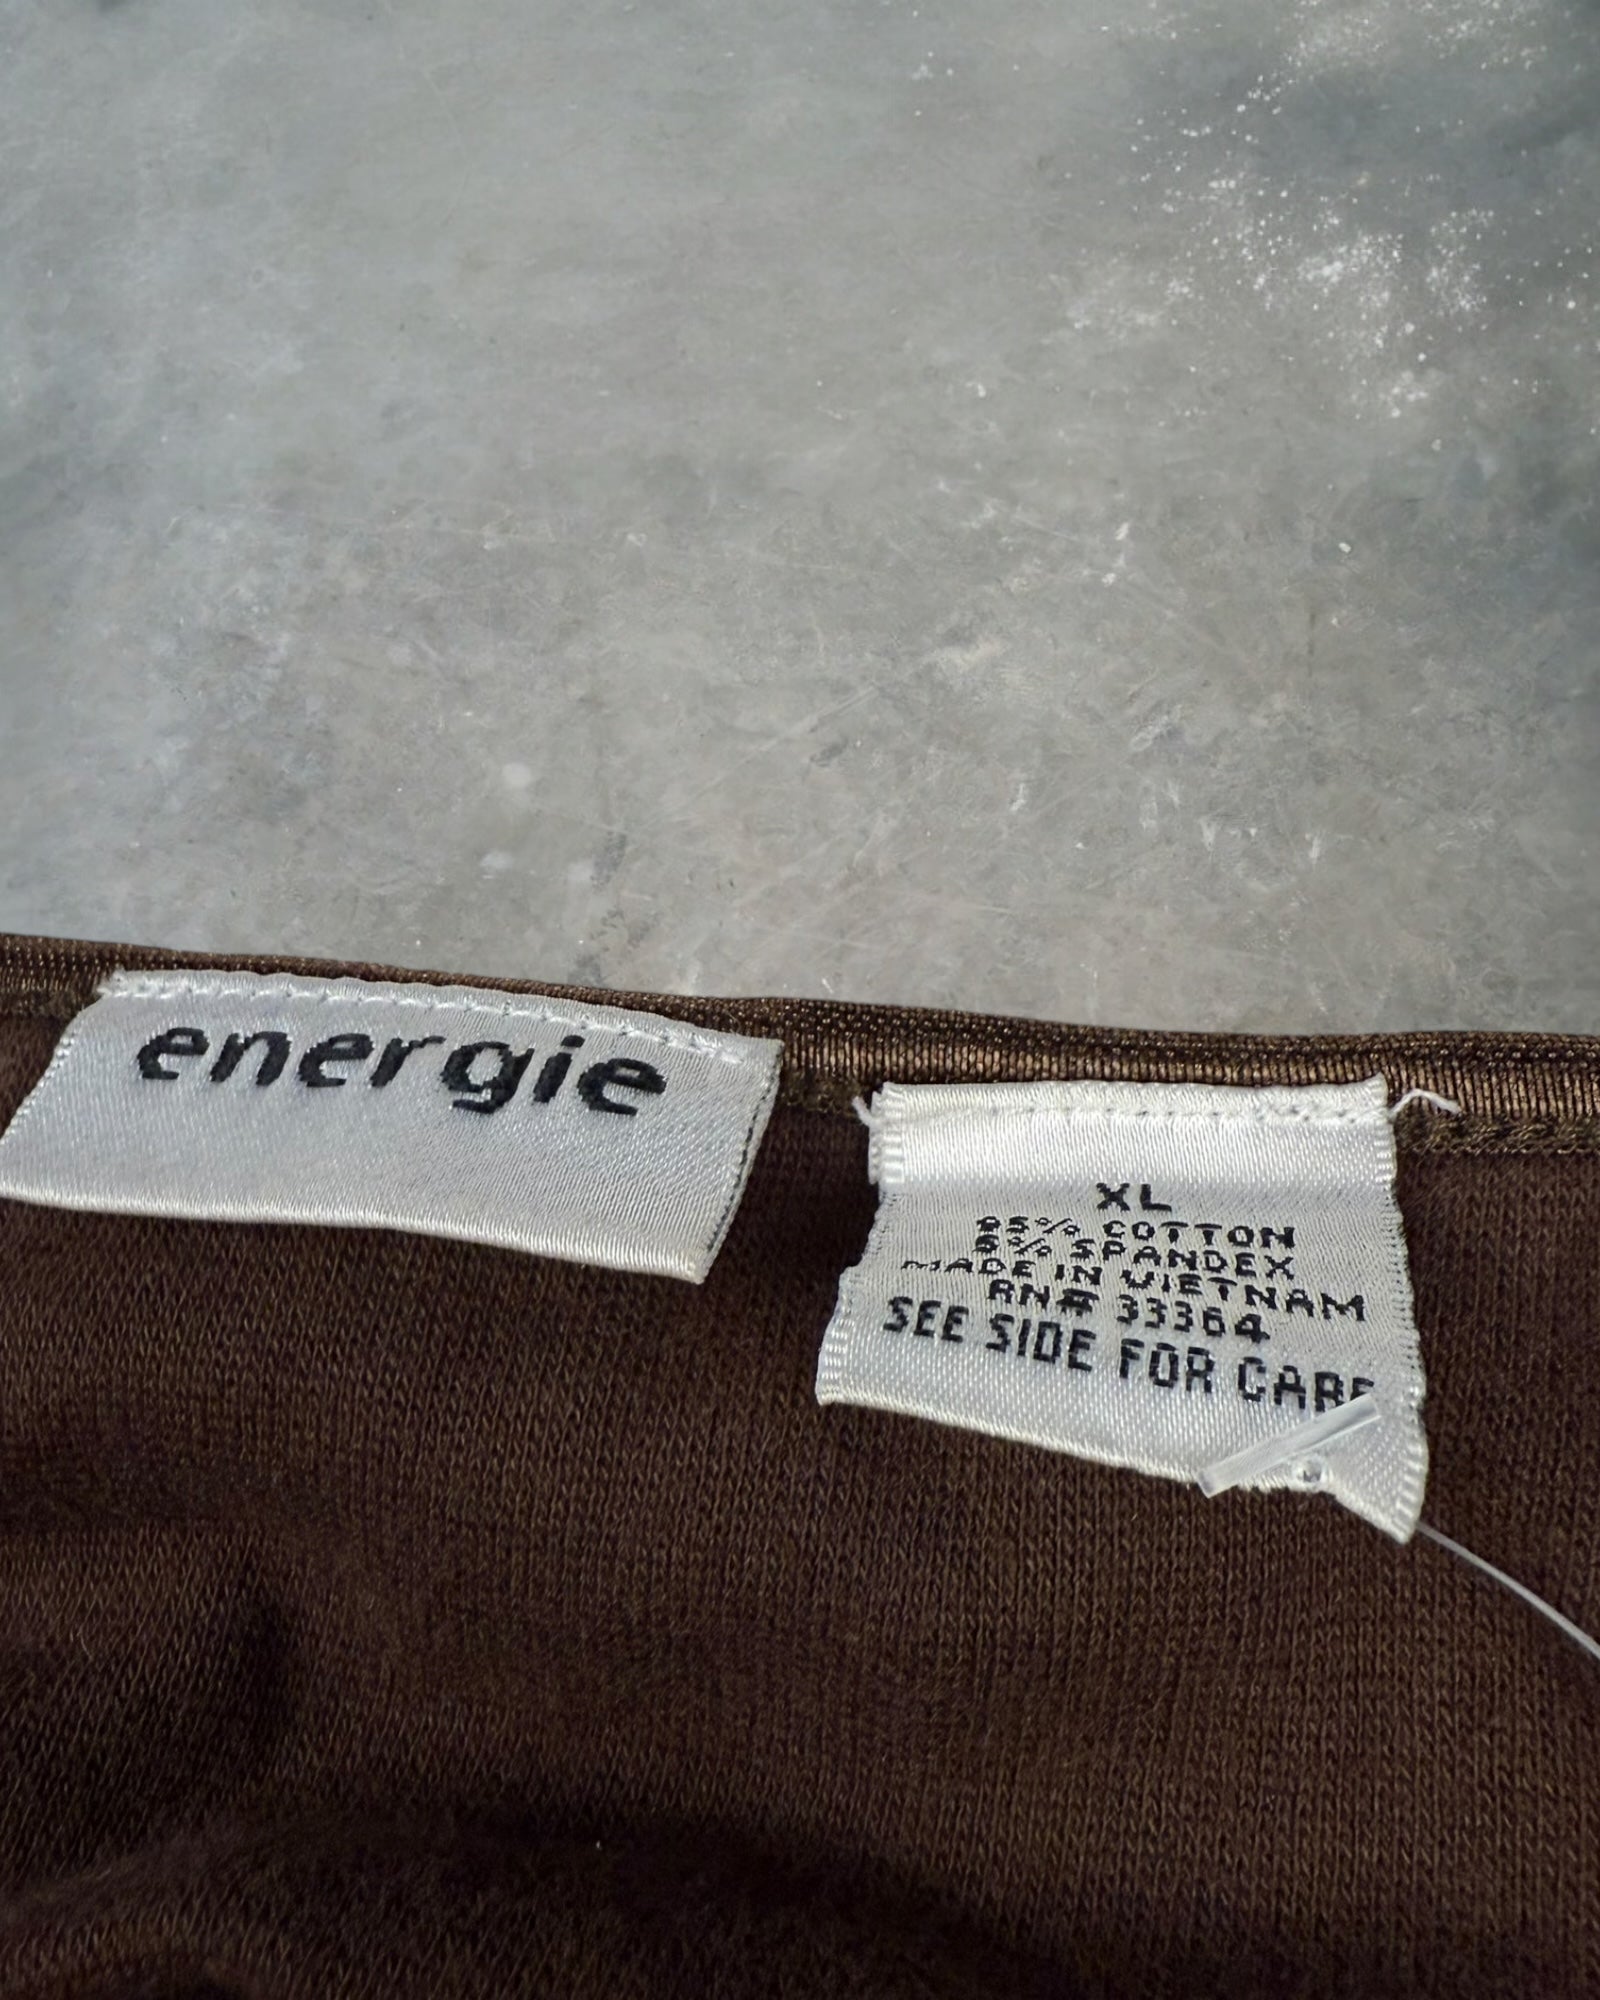 energie
XL
95% COTTON
5% SPANDEX
MADE IN VIETNAM
RN# 33364
SEE SIDE FOR CARE